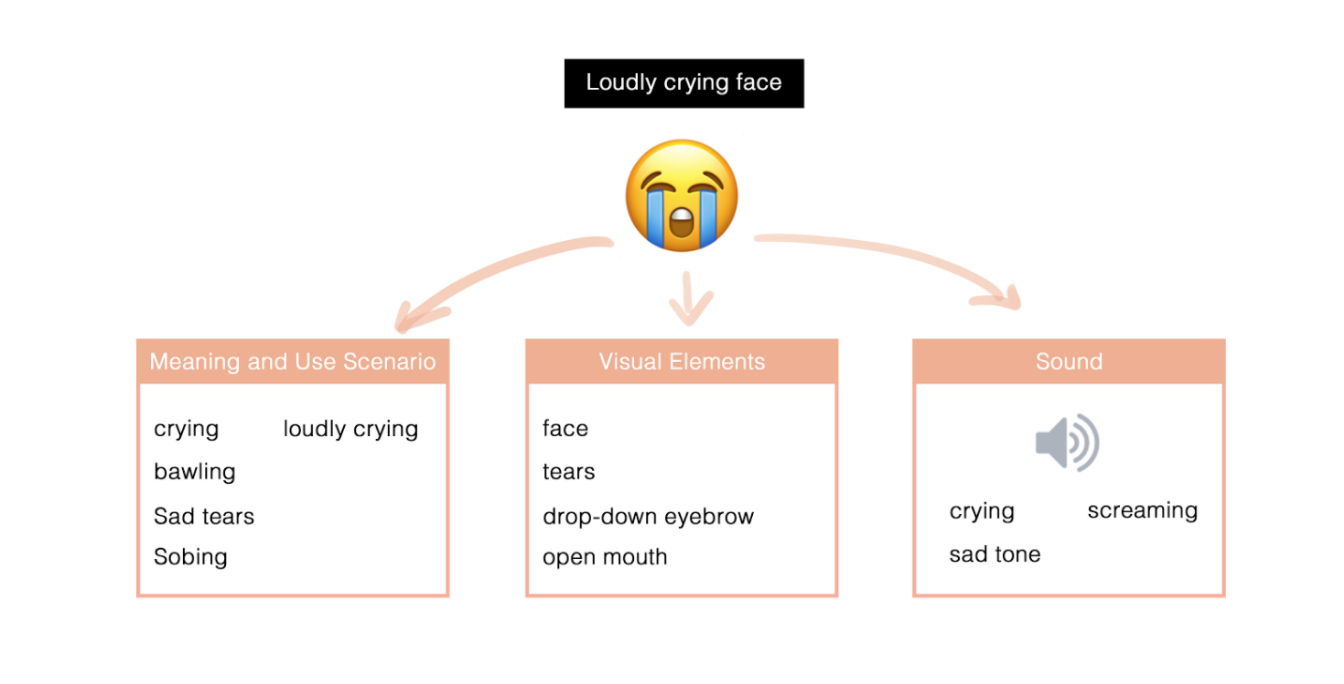 Loudly crying face
Meaning and Use Scenario
crying loudly crying
bawling
Sad tears
Sobing
Visual Elements
face
tears
drop-down eyebrow
open mouth
Sound
crying screaming
sad tone